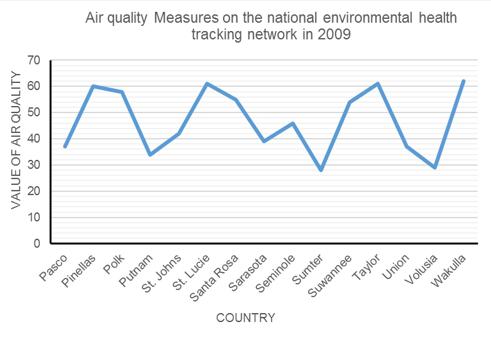 Air quality Measures on the national environmental health
tracking network in 2009
VALUE OF AIR QUALITY
70
60
50
40
30
20
10
0
Pasco
Pinellas
Polk
Putnam
St. Johns
St. Lucie
Santa Rosa
Sarasota
Seminole
Sumter
Suwannee
Taylor
Union
Volusia
Wakulla
COUNTRY